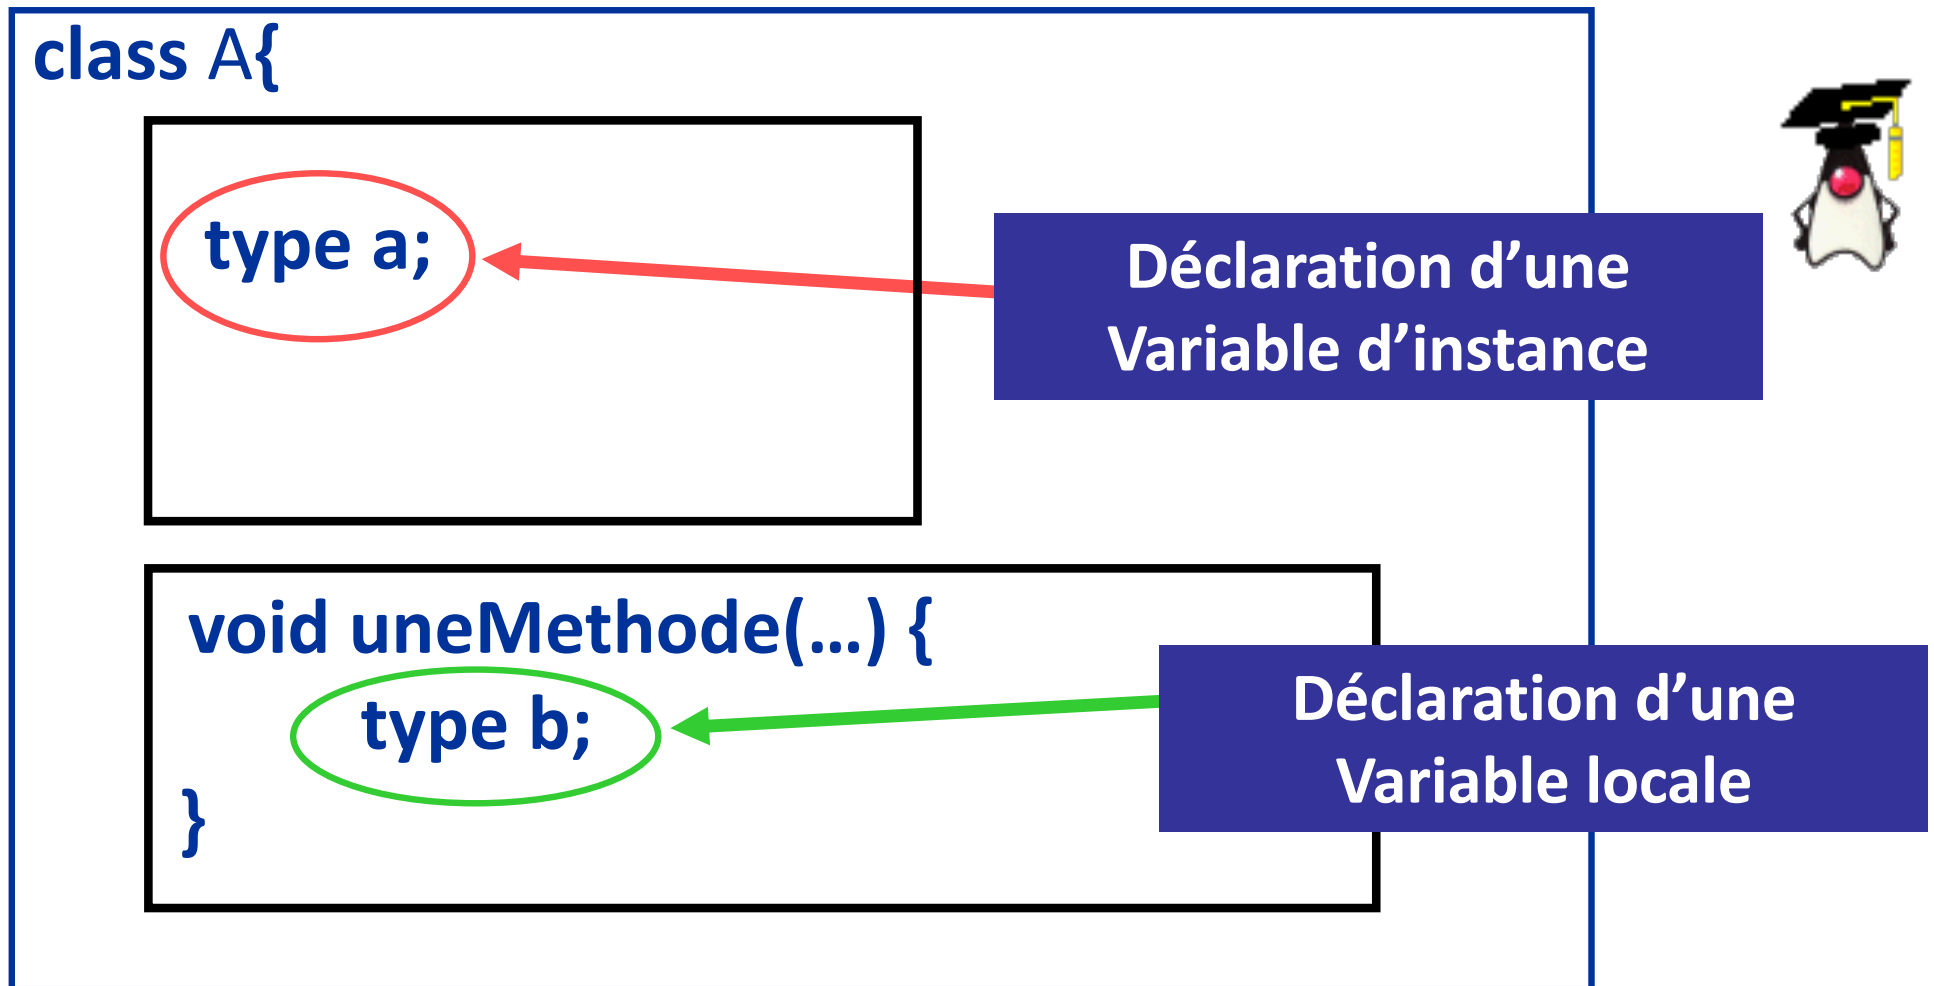 class A{
type a;
Déclaration d’une
Variable d’instance
void uneMethode(…) {
type b;
Déclaration d’une
Variable locale
}